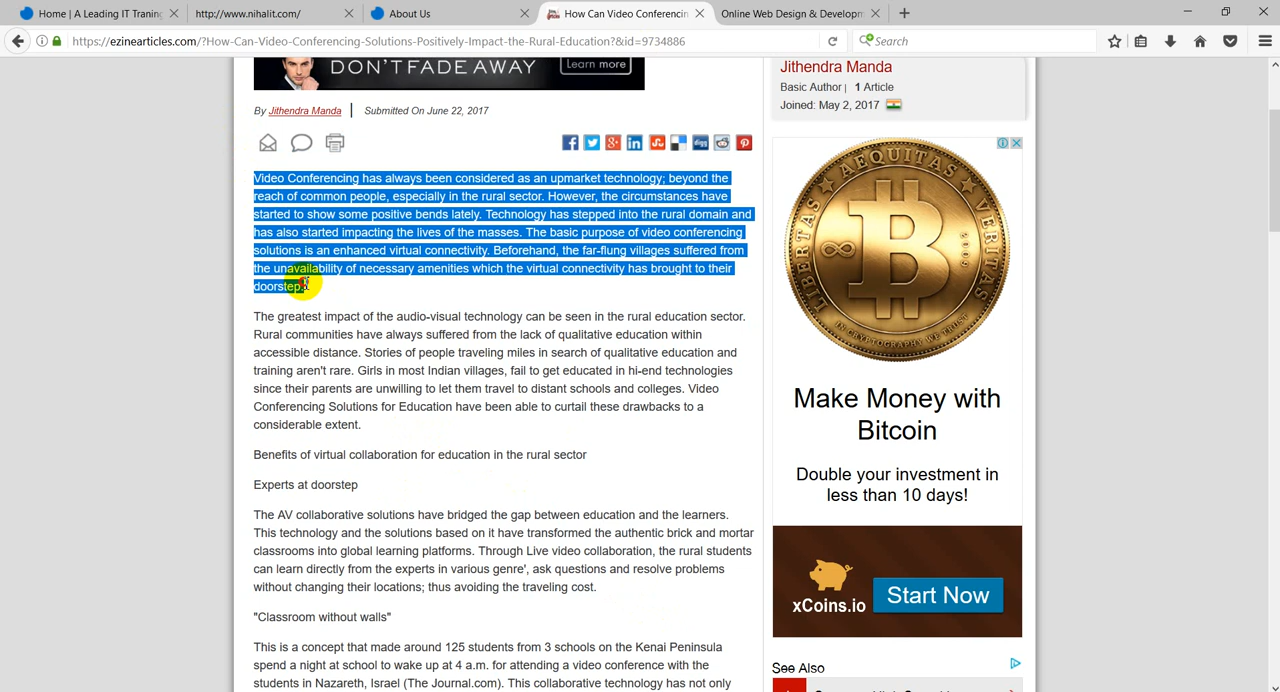 Home | A Leading IT Traning
http://www.nihalit.com/
About Us
How Can Video Conferencin
Online Web Design & Developm
https://ezinearticles.com/?How-Can-Video-Conferencing-Solutions-Positively-Impact-the-Rural-Education?&id=9734886
Search
DON'T FADE AWAY
Learn more
By Jithendra Manda | Submitted On June 22, 2017
Video Conferencing has always been considered as an upmarket technology; beyond the
reach of common people, especially in the rural sector. However, the circumstances have
started to show some positive bends lately. Technology has stepped into the rural domain and
has also started impacting the lives of the masses. The basic purpose of video conferencing
solutions is an enhanced virtual connectivity. Beforehand, the far-flung villages suffered from
the unavailability of necessary amenities which the virtual connectivity has brought to their
doorstep.
The greatest impact of the audio-visual technology can be seen in the rural education sector.
Rural communities have always suffered from the lack of qualitative education within
accessible distance. Stories of people traveling miles in search of qualitative education and
training aren't rare. Girls in most Indian villages, fail to get educated in hi-end technologies
since their parents are unwilling to let them travel to distant schools and colleges. Video
Conferencing Solutions for Education have been able to curtail these drawbacks to a
considerable extent.
Benefits of virtual collaboration for education in the rural sector
Experts at doorstep
The AV collaborative solutions have bridged the gap between education and the learners.
This technology and the solutions based on it have transformed the authentic brick and mortar
classrooms into global learning platforms. Through Live video collaboration, the rural students
can learn directly from the experts in various genre', ask questions and resolve problems
without changing their locations; thus avoiding the traveling cost.
"Classroom without walls"
This is a concept that made around 125 students from 3 schools on the Kenai Peninsula
spend a night at school to wake up at 4 a.m. for attending a video conference with the
students in Nazareth, Israel (The Journal.com). This collaborative technology has not only
Jithendra Manda
Basic Author | 1 Article
Joined: May 2, 2017
AEQUITAS VERITAS
LIBERTAS
IN CRYPTOGRAPHY WE TRUST
Make Money with
Bitcoin
Double your investment in
less than 10 days!
xCoins.io
Start Now
See Also